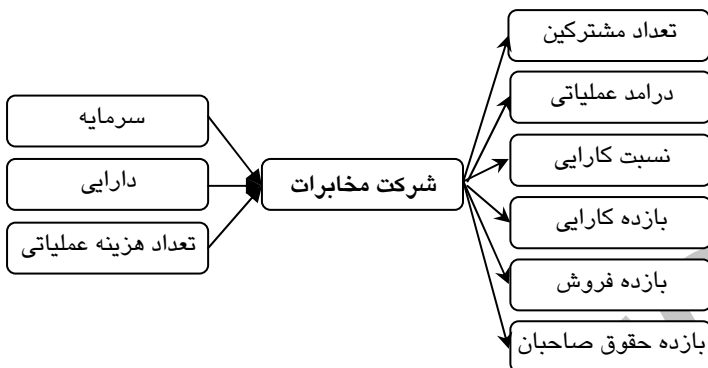 تعداد مشترکین
درامد عملیاتی
نسبت کارایی
بازده کارایی
بازده فروش
بازده حقوق صاحبان
شرکت مخابرات
سرمایه
دارایی
تعداد هزینه عملیاتی